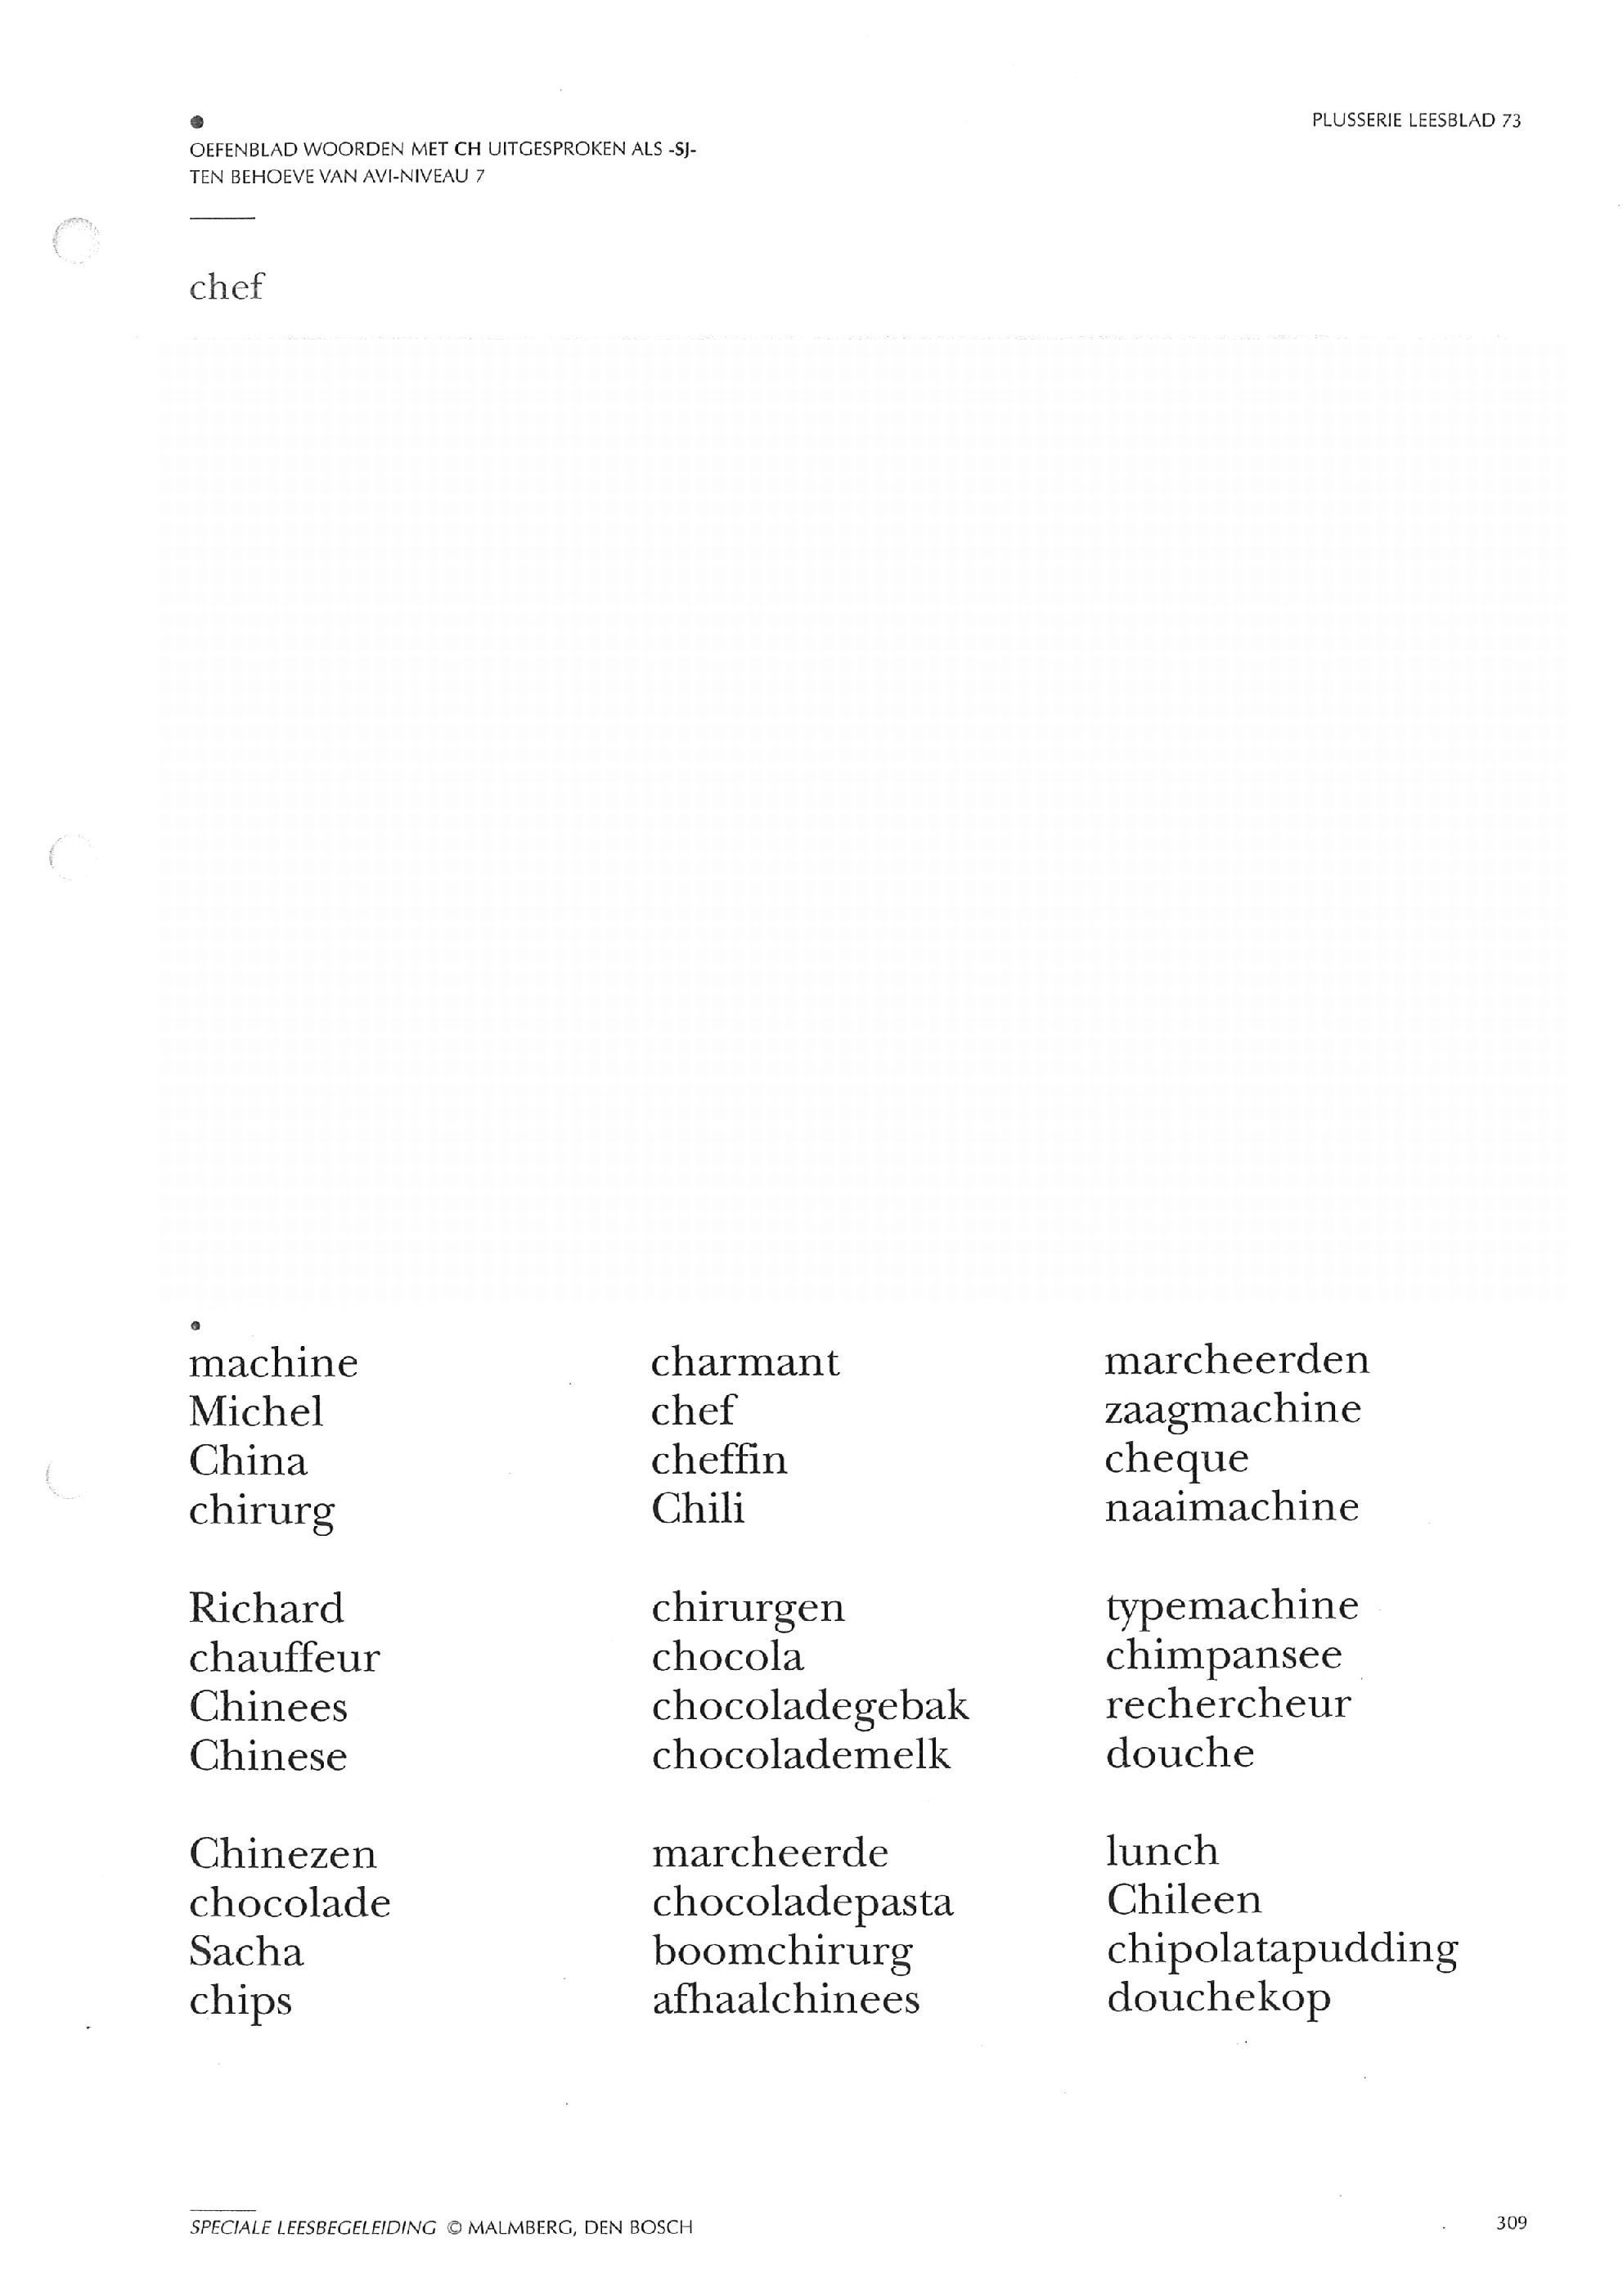 PLUSSERIE LEESBLAD 73
OEFENBLAD WOORDEN MET CH UITGESPROKEN ALS -SJ-
TEN BEHOEVE VAN AVI-NIVEAU 7
chef
machine
Michel
China
chirurg
Richard
chauffeur
Chinees
Chinese
Chinezen
chocolade
Sacha
chips
charmant
chef
cheffin
Chili
chirurgen
chocola
chocoladegebak
chocolademelk
marcheerde
chocoladepasta
boomchirurg
afhaalchinees
marcheerden
zaagmachine
cheque
naaimachine
typemachine
chimpansee
rechercheur
douche
lunch
Chileen
chipolatapudding
douchekop
SPECIALE LEESBEGELEIDING © MALMBERG, DEN BOSCH
309